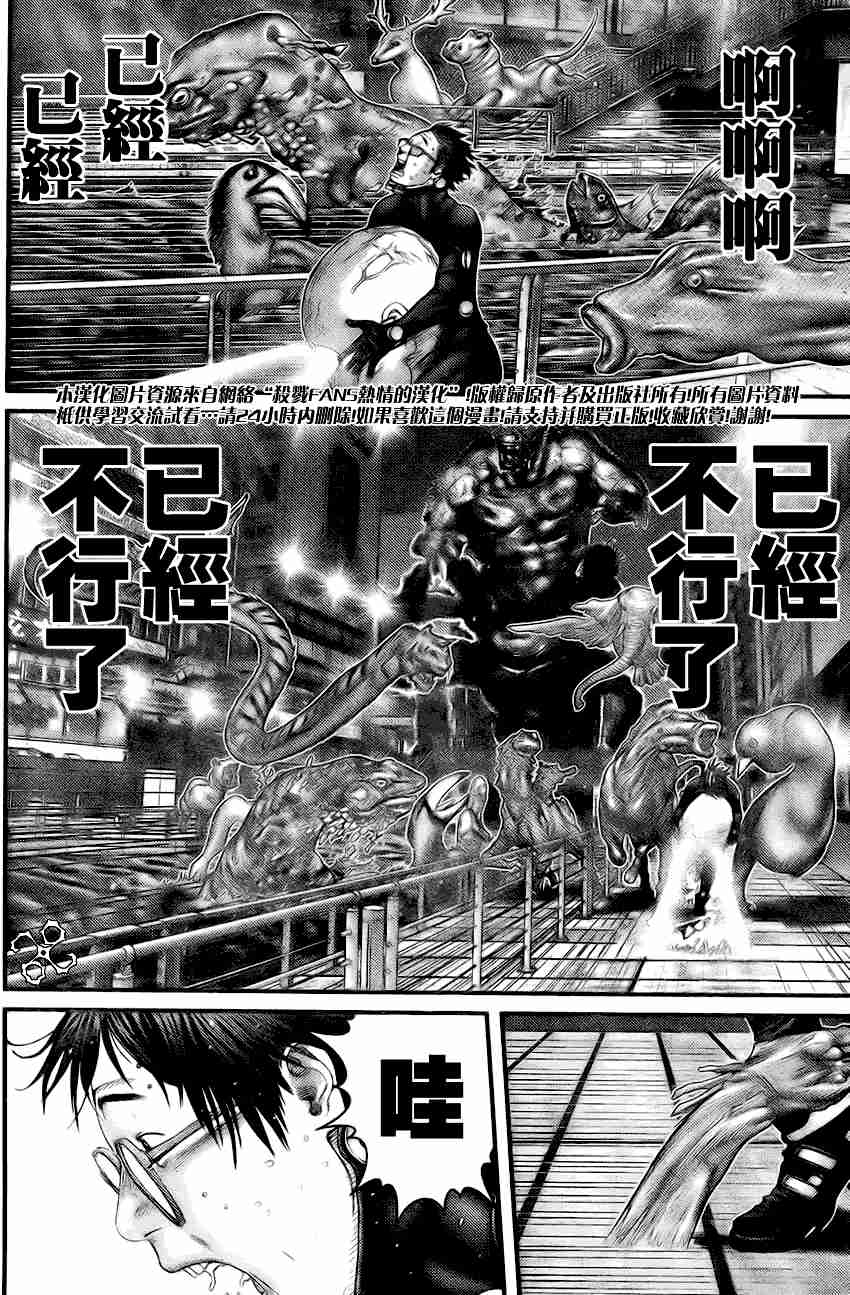 啊啊啊
已經
已經
本漢化圖片資源來自網絡“殺戮FANS熱情的漢化”!版權歸原作者及出版社所有!所有圖片資料
祗供學習交流試看…請24小時內刪除!如果喜歡這個漫畫!請支持并購買正版!收藏欣賞!謝謝!
已經
不行了
已經
不行了
哇